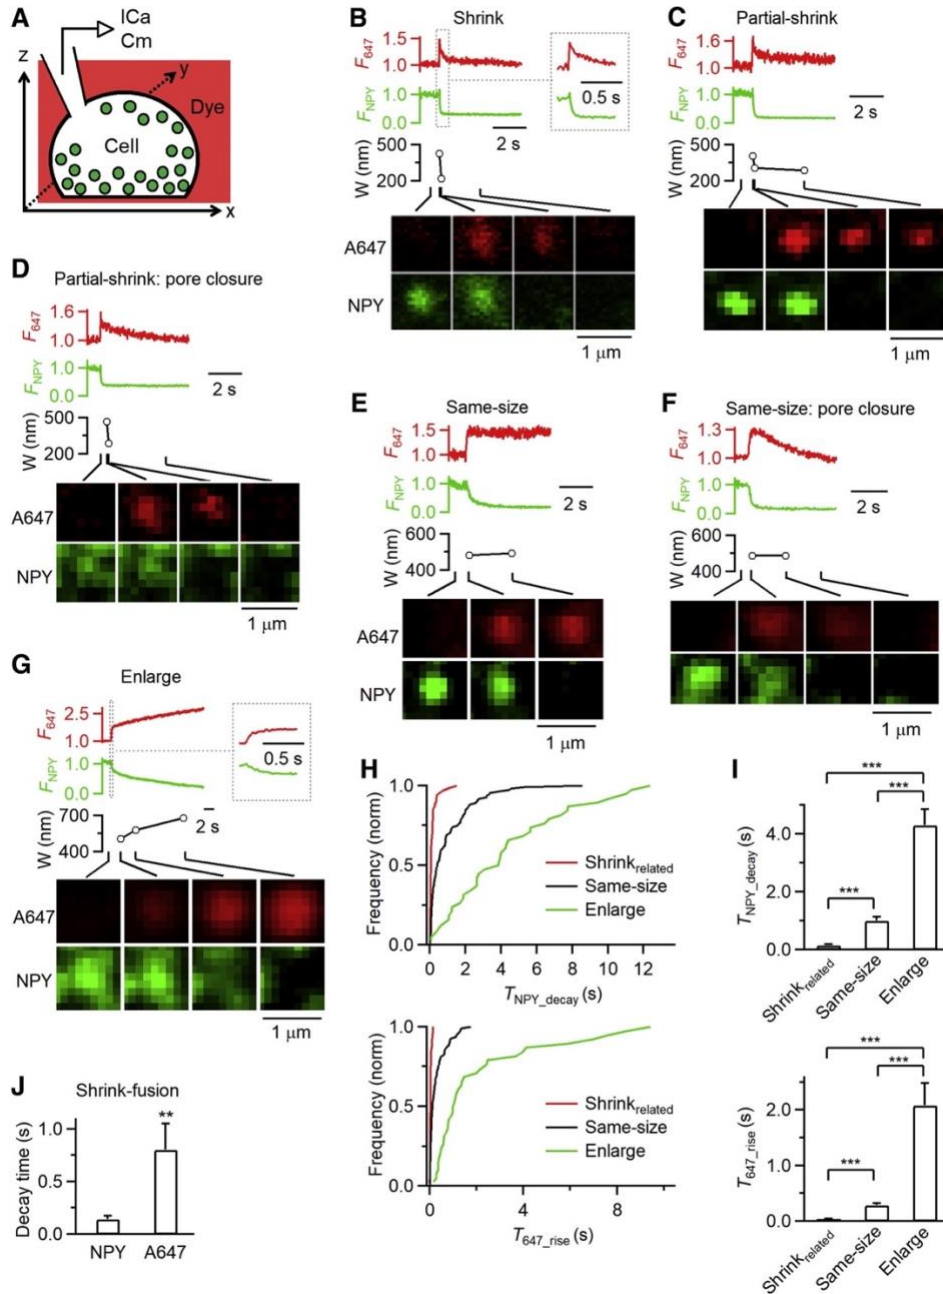 A
ICa
Cm
z
y
Dye
Cell
x
B
Shrink
F647
1.5
1.0
FNPY
1.0
0.0
0.5 s
2 s
W (nm)
500
200
A647
NPY
1 μm
C
Partial-shrink
F647
1.6
1.0
FNPY
1.0
0.0
2 s
W (nm)
500
200
1 μm
D
Partial-shrink: pore closure
F647
1.6
1.0
FNPY
1.0
0.0
2 s
W (nm)
500
200
A647
NPY
1 μm
E
Same-size
F647
1.5
1.0
FNPY
1.0
0.0
2 s
W (nm)
600
400
A647
NPY
1 μm
F
Same-size: pore closure
F647
1.3
1.0
FNPY
1.0
0.0
2 s
W (nm)
600
400
1 μm
G
Enlarge
F647
2.5
1.0
FNPY
1.0
0.0
0.5 s
W (nm)
700
400
2 s
A647
NPY
1 μm
H
Frequency (norm)
1.0
0.5
0.0
Shrinkrelated
Same-size
Enlarge
0 2 4 6 8 10 12
TNPY_decay (s)
Frequency (norm)
1.0
0.5
0.0
Shrinkrelated
Same-size
Enlarge
0 4 8
T647_rise (s)
I
***
***
***
TNPY_decay (s)
4.0
2.0
0.0
Shrinkrelated
Same-size
Enlarge
***
***
***
T647_rise (s)
2.0
1.0
0.0
Shrinkrelated
Same-size
Enlarge
J
Shrink-fusion
**
Decay time (s)
1.0
0.5
0.0
NPY A647